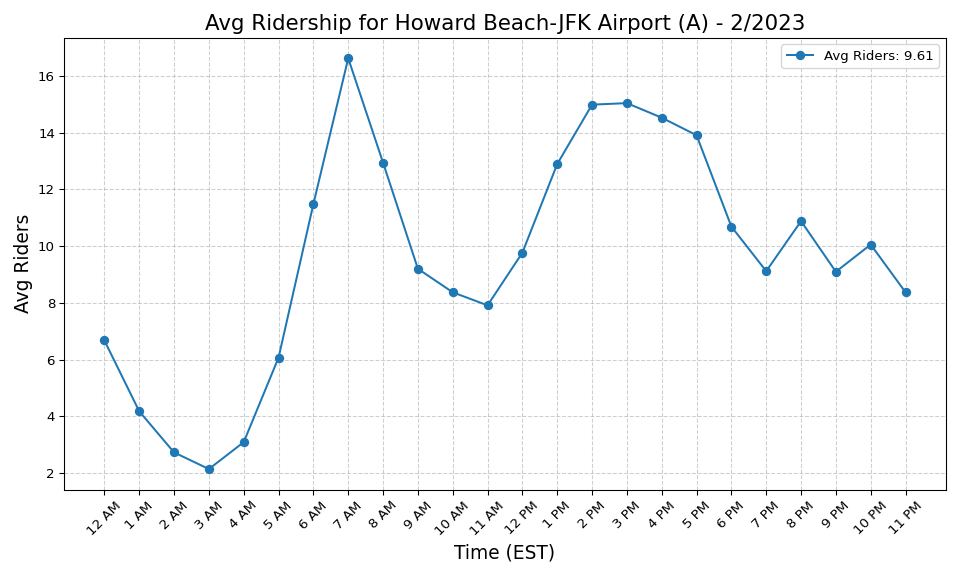 Avg Ridership for Howard Beach-JFK Airport (A) - 2/2023
Avg Riders: 9.61
Avg Riders
16
14
12
10
8
6
4
2
12 AM
1 AM
2 AM
3 AM
4 AM
5 AM
6 AM
7 AM
8 AM
9 AM
10 AM
11 AM
12 PM
1 PM
2 PM
3 PM
4 PM
5 PM
6 PM
7 PM
8 PM
9 PM
10 PM
11 PM
Time (EST)